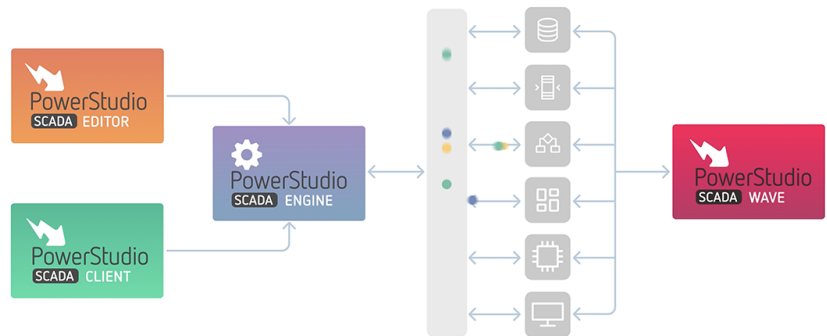 PowerStudio
SCADA EDITOR
PowerStudio
SCADA ENGINE
PowerStudio
SCADA CLIENT
PowerStudio
SCADA WAVE